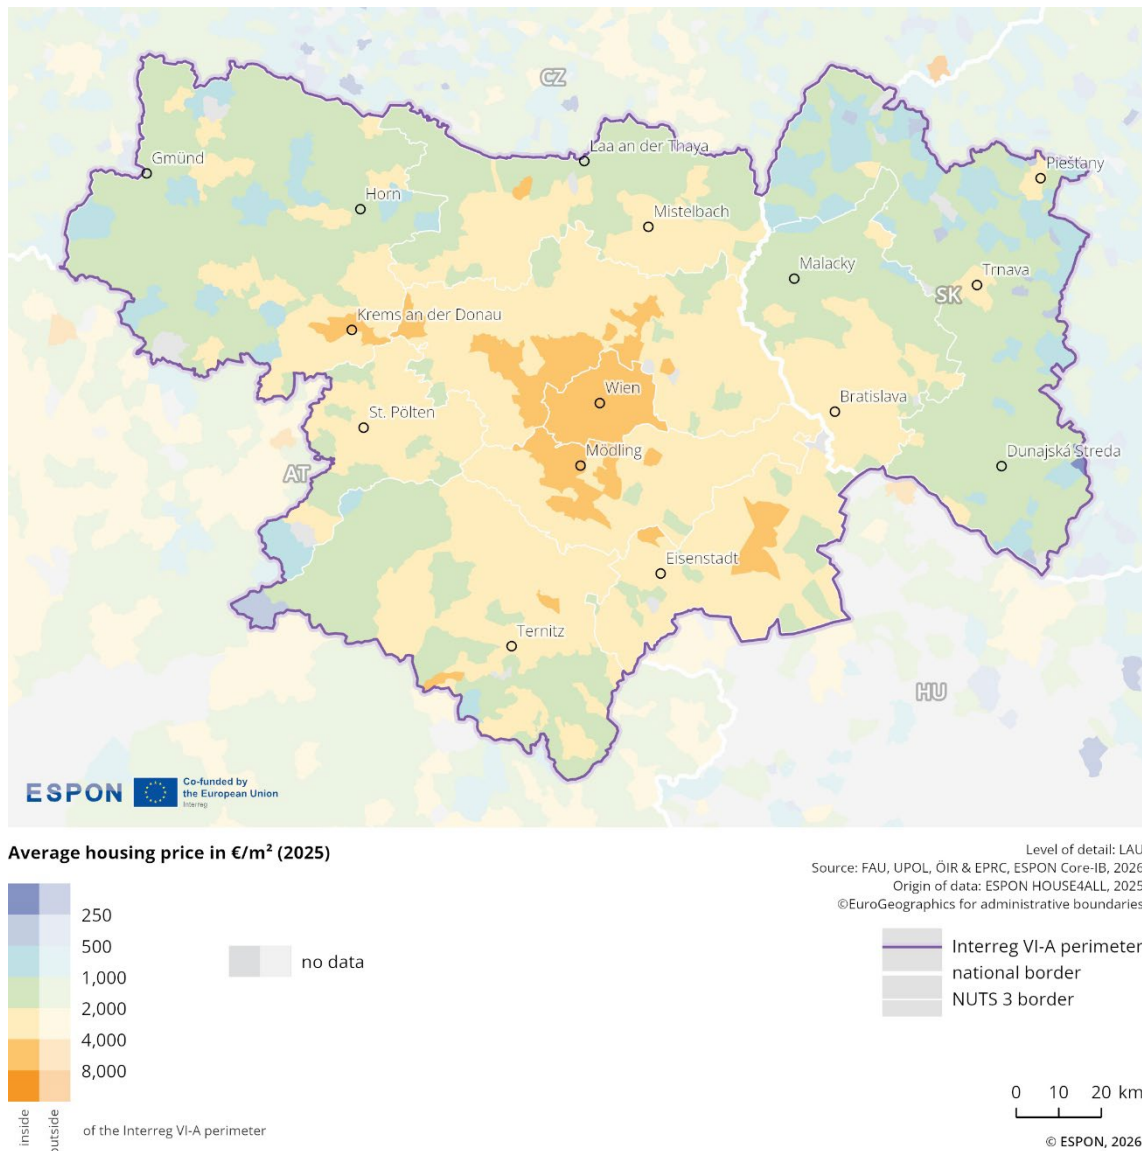 CZ
Gmünd
Laa an der Thaya
Piešťany
Horn
Mistelbach
Malacky
Trnava
SK
Krems an der Donau
Wien
Bratislava
St. Pölten
Mödling
Dunajská Streda
AT
Eisenstadt
Ternitz
HU
ESPON
Co-funded by
the European Union
Interreg
Average housing price in €/m² (2025)
250
500
1,000
2,000
4,000
8,000
inside
outside
of the Interreg VI-A perimeter
no data
Level of detail: LAU
Source: FAU, UPOL, ÖIR & EPRC, ESPON Core-IB, 2026
Origin of data: ESPON HOUSE4ALL, 2025
©EuroGeographics for administrative boundaries
Interreg VI-A perimeter
national border
NUTS 3 border
0 10 20 km
© ESPON, 2026